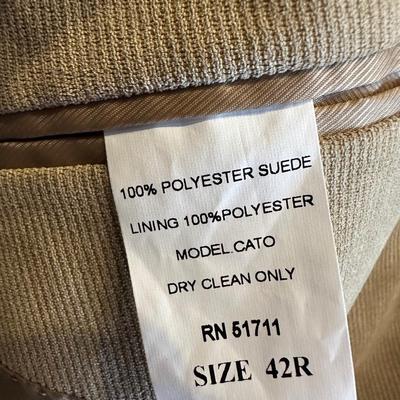 100% POLYESTER SUEDE
LINING 100%POLYESTER
MODEL.CATO
DRY CLEAN ONLY
RN 51711
SIZE 42R